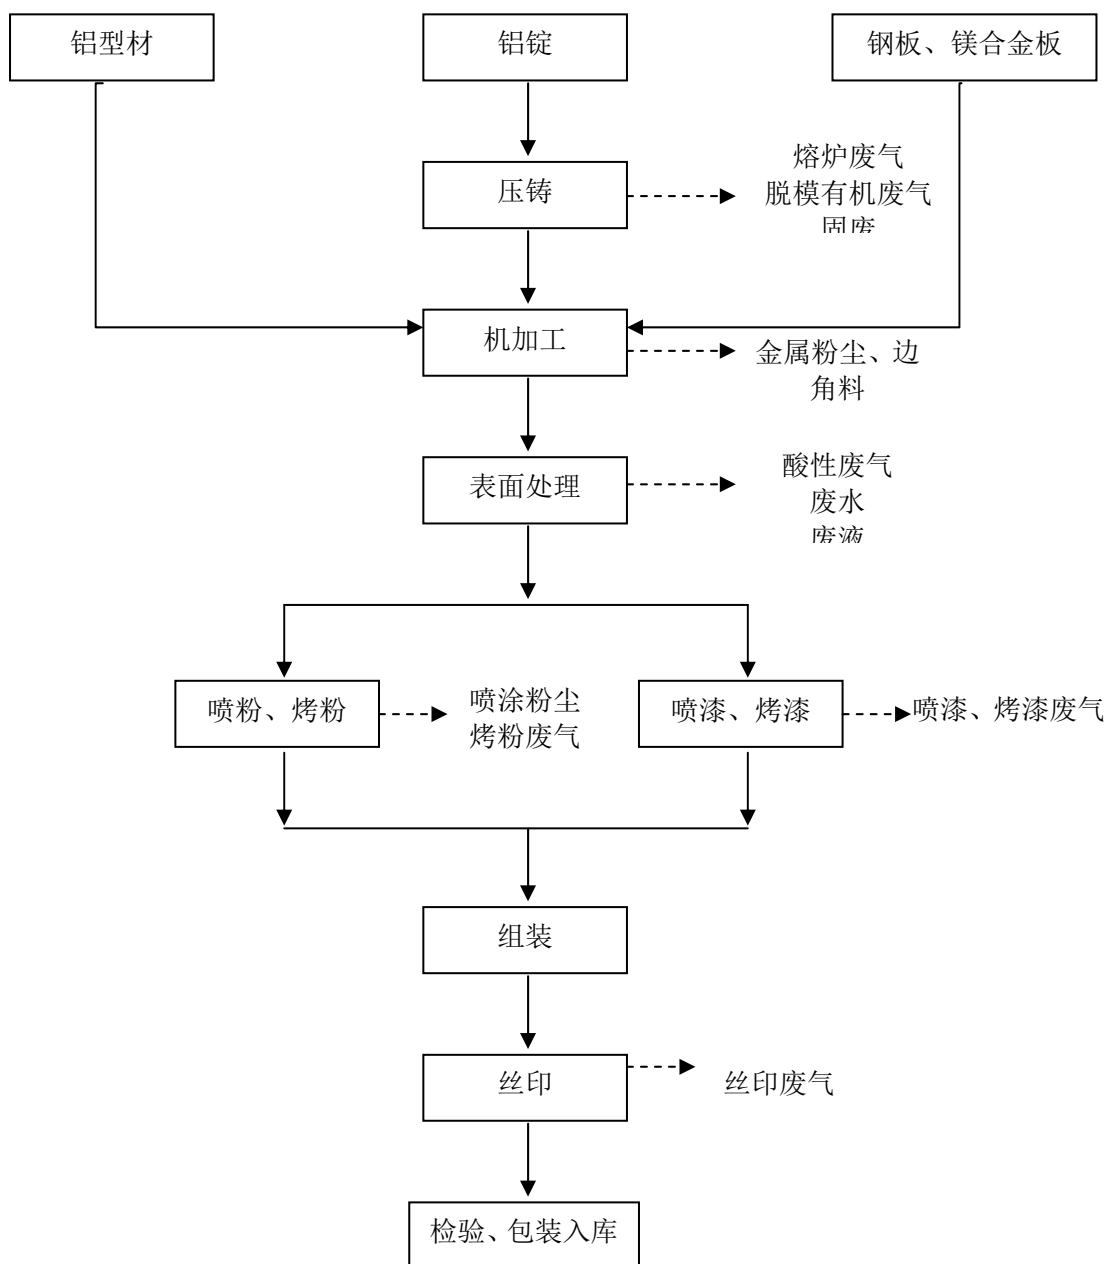 铝型材
铝锭
钢板、镁合金板
压铸
熔炉废气
脱模有机废气
固废
机加工
金属粉尘、边
角料
表面处理
酸性废气
废水
废液
喷粉、烤粉
喷涂粉尘
烤粉废气
喷漆、烤漆
喷漆、烤漆废气
组装
丝印
丝印废气
检验、包装入库